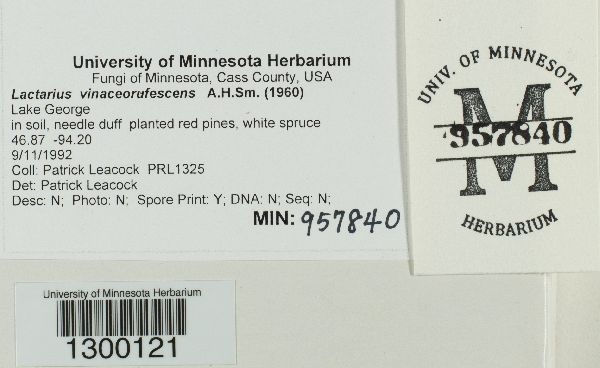 University of Minnesota Herbarium
Fungi of Minnesota, Cass County, USA
Lactarius vinaceorufescens A.H.Sm. (1960)
Lake George
in soil, needle duff planted red pines, white spruce
46.87 -94.20
9/11/1992
Coll: Patrick Leacock PRL1325
Det: Patrick Leacock
Desc: N; Photo: N; Spore Print: Y; DNA: N; Seq: N;
MIN: 957840
UNIV. OF MINNESOTA
M
957840
HERBARIUM
University of Minnesota Herbarium
1300121